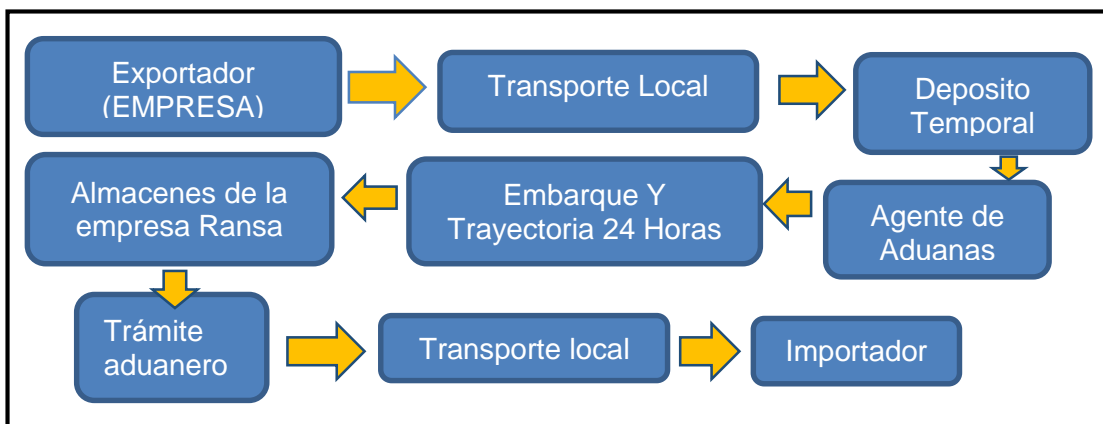 Exportador
(EMPRESA)
Transporte Local
Deposito
Temporal
Agente de
Aduanas
Embarque Y
Trayectoria 24 Horas
Almacenes de la
empresa Ransa
Trámite
aduanero
Transporte local
Importador